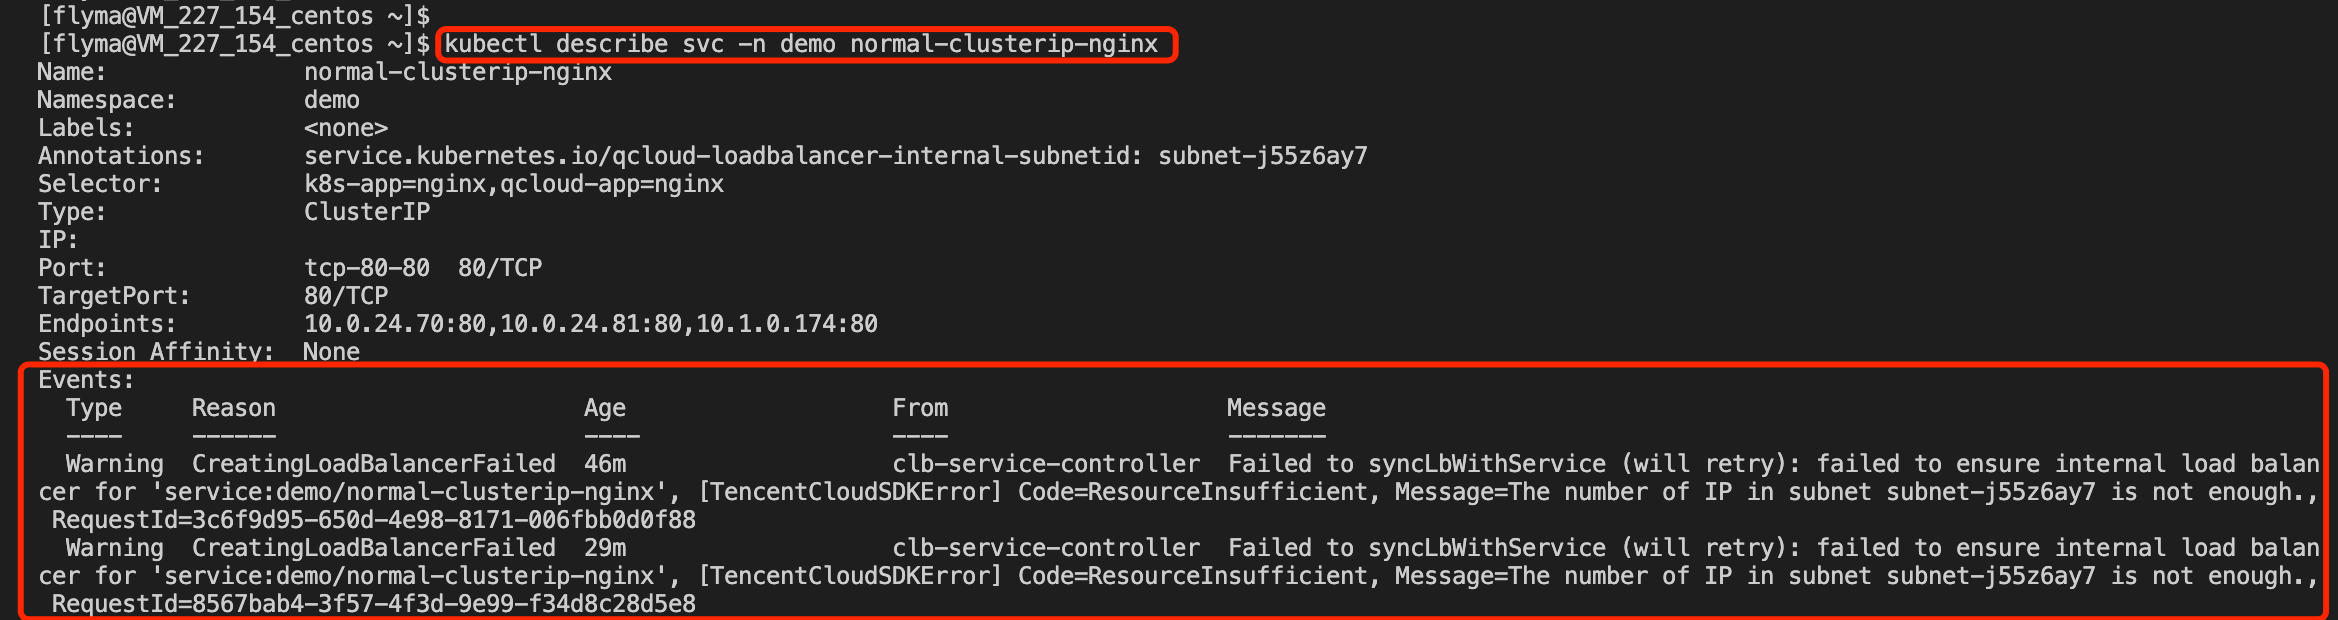 [flyma@VM_227_154_centos ~]$
[flyma@VM_227_154_centos ~]$ kubectl describe svc -n demo normal-clusterip-nginx
Name:              normal-clusterip-nginx
Namespace:         demo
Labels:            <none>
Annotations:       service.kubernetes.io/qcloud-loadbalancer-internal-subnetid: subnet-j55z6ay7
Selector:          k8s-app=nginx,qcloud-app=nginx
Type:              ClusterIP
IP:
Port:              tcp-80-80  80/TCP
TargetPort:        80/TCP
Endpoints:         10.0.24.70:80,10.0.24.81:80,10.1.0.174:80
Session Affinity:  None
Events:
  Type     Reason                      Age                   From                    Message
  ----     ------                      ----                  ----                    -------
  Warning  CreatingLoadBalancerFailed  46m                   clb-service-controller  Failed to syncLbWithService (will retry): failed to ensure internal load balan
cer for 'service:demo/normal-clusterip-nginx', [TencentCloudSDKError] Code=ResourceInsufficient, Message=The number of IP in subnet subnet-j55z6ay7 is not enough.,
 RequestId=3c6f9d95-650d-4e98-8171-006fbb0d0f88
  Warning  CreatingLoadBalancerFailed  29m                   clb-service-controller  Failed to syncLbWithService (will retry): failed to ensure internal load balan
cer for 'service:demo/normal-clusterip-nginx', [TencentCloudSDKError] Code=ResourceInsufficient, Message=The number of IP in subnet subnet-j55z6ay7 is not enough.,
 RequestId=8567bab4-3f57-4f3d-9e99-f34d8c28d5e8